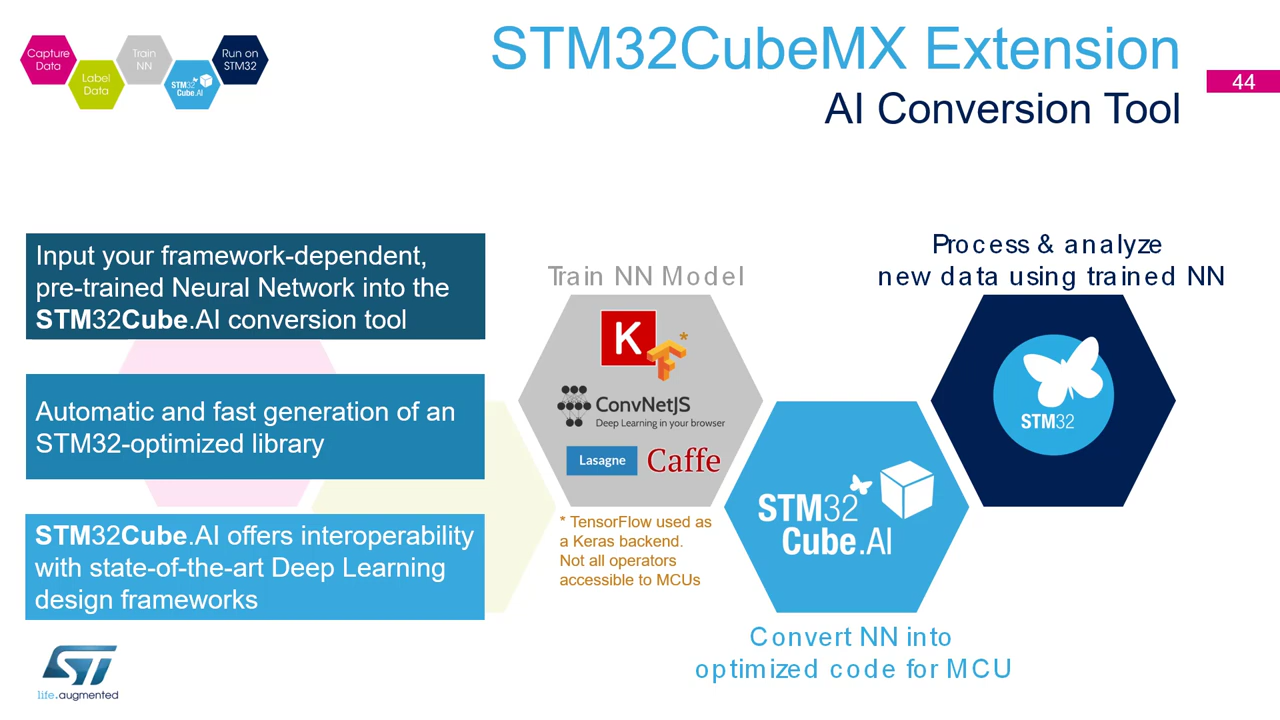 Capture
Data
Label
Data
Train
NN
STM32
Cube.AI
Run on
STM32
STM32CubeMX Extension
AI Conversion Tool
44
Input your framework-dependent,
pre-trained Neural Network into the
STM32Cube.AI conversion tool
Automatic and fast generation of an
STM32-optimized library
STM32Cube.AI offers interoperability
with state-of-the-art Deep Learning
design frameworks
Train NN Model
K
*
ConvNetJS
Deep Learning in your browser
Lasagne
Caffe
* TensorFlow used as
a Keras backend.
Not all operators
accessible to MCUs
STM32
Cube.AI
Convert NN into
optimized code for MCU
Process & analyze
new data using trained NN
STM32
ST
life.augmented